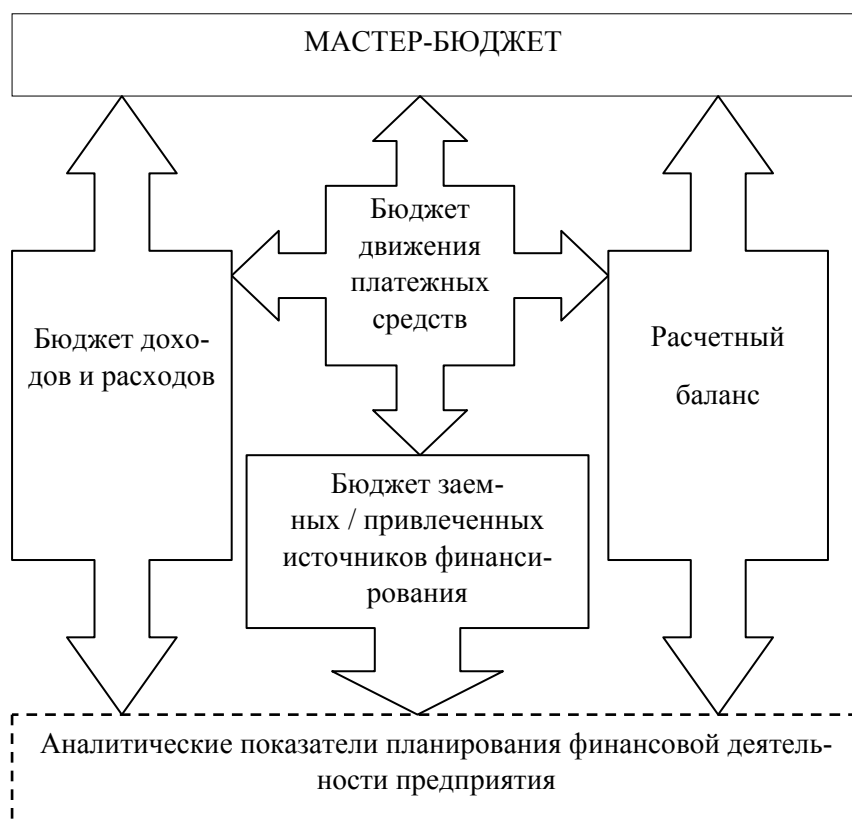 МАСТЕР-БЮДЖЕТ
Бюджет
движения
платежных
средств
Бюджет дохо-
дов и расходов
Расчетный
баланс
Бюджет заем-
ных / привлеченных
источников финанси-
рования
Аналитические показатели планирования финансовой деятель-
ности предприятия